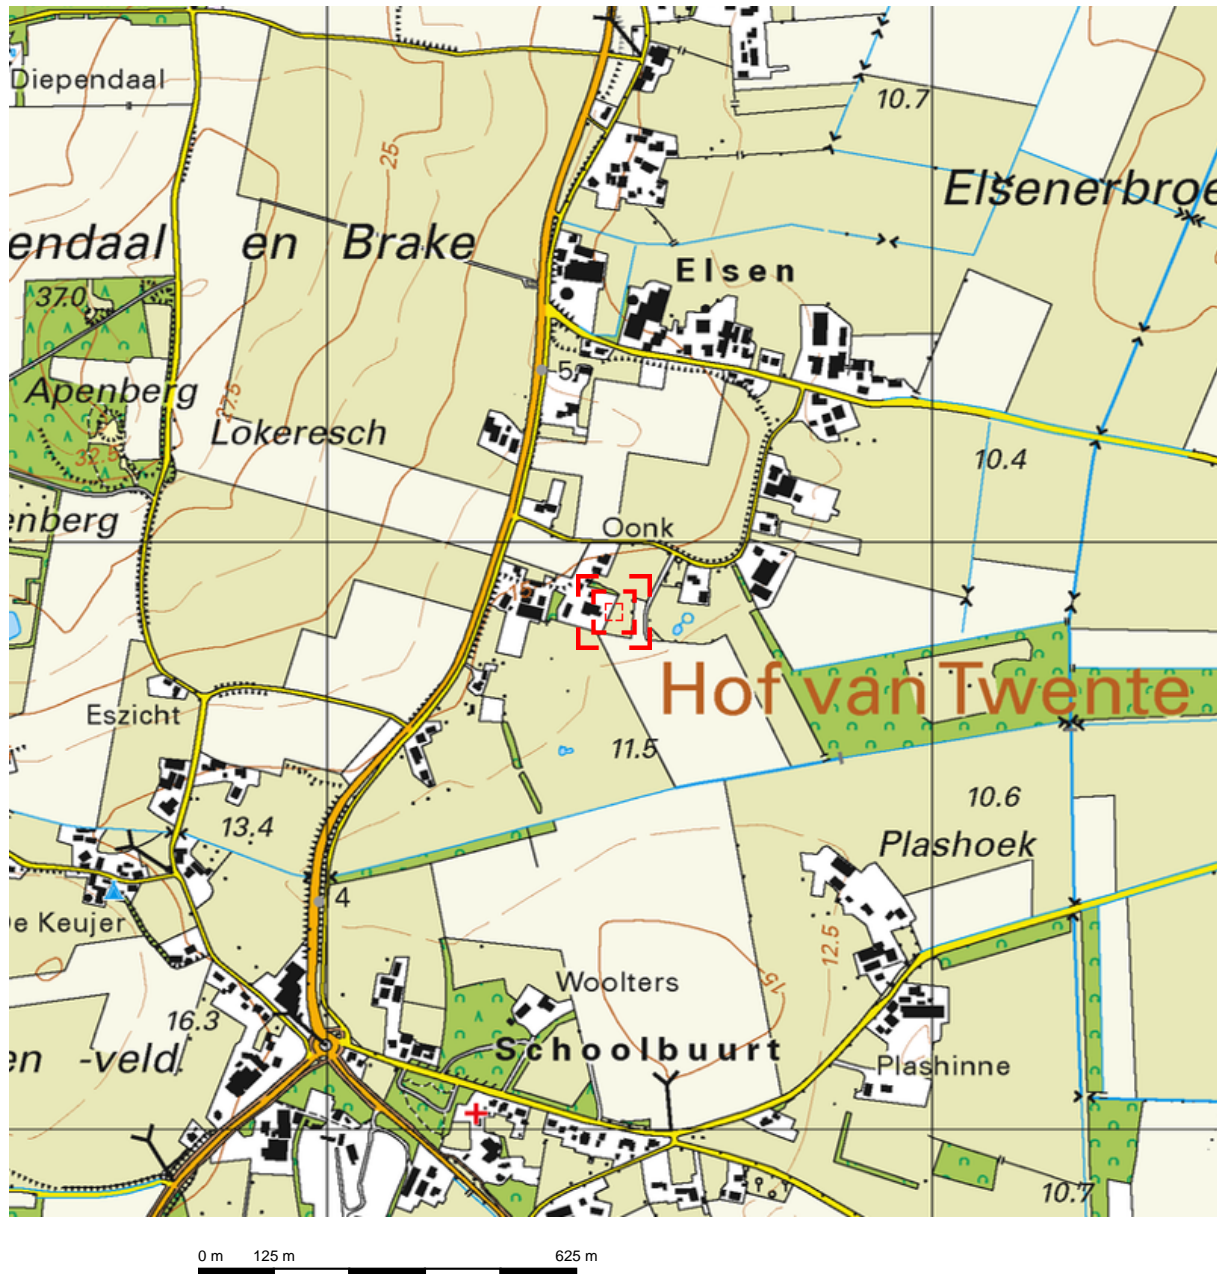 Diependaal
10.7
25
Elsenerbroe
endaal en Brake
Elsen
37.0
5
Apenberg
27.5
Lokeresch
32.5
10.4
enberg
Oonk
15
Hof van Twente
Eszicht
11.5
10.6
13.4
Plashoek
4
De Keujer
12.5
15
Woolters
16.3
Schoolbuurt
en -veld
Plashinne
10.7
0 m 125 m 625 m